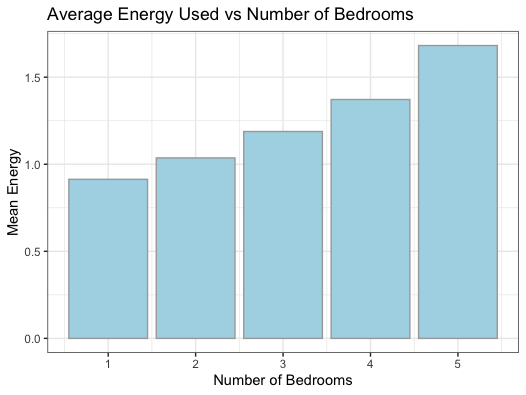 Average Energy Used vs Number of Bedrooms
Mean Energy
1.5
1.0
0.5
0.0
1 2 3 4 5
Number of Bedrooms